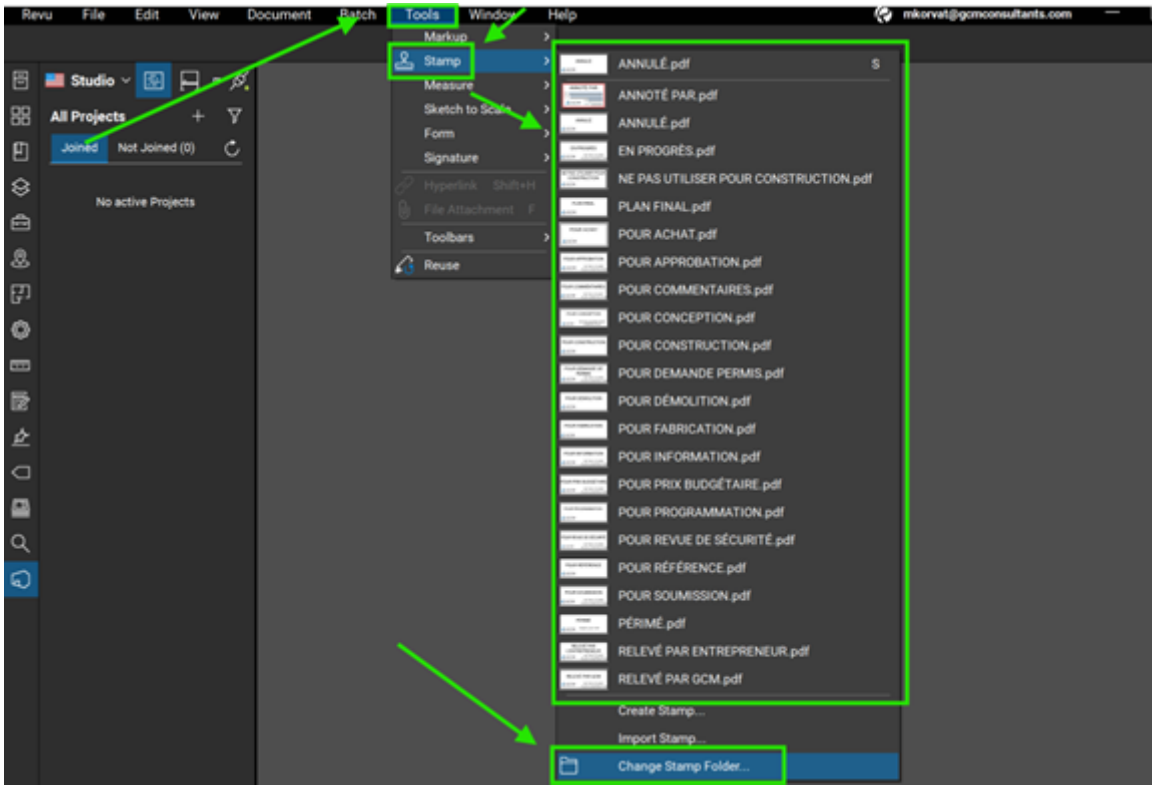 Revu File Edit View Document Batch Tools Window Help mkorvat@gcmconsultants.com
Studio
All Projects
Joined Not Joined (0)
No active Projects
Markup
Stamp
Measure
Sketch to Scale
Form
Signature
Hyperlink Shift+H
File Attachment F
Toolbars
Reuse
ANNULÉ.pdf S
ANNOTÉ PAR.pdf
ANNULÉ.pdf
EN PROGRÈS.pdf
NE PAS UTILISER POUR CONSTRUCTION.pdf
PLAN FINAL.pdf
POUR ACHAT.pdf
POUR APPROBATION.pdf
POUR COMMENTAIRES.pdf
POUR CONCEPTION.pdf
POUR CONSTRUCTION.pdf
POUR DEMANDE PERMIS.pdf
POUR DÉMOLITION.pdf
POUR FABRICATION.pdf
POUR INFORMATION.pdf
POUR PRIX BUDGÉTAIRE.pdf
POUR PROGRAMMATION.pdf
POUR REVUE DE SÉCURITÉ.pdf
POUR RÉFÉRENCE.pdf
POUR SOUMISSION.pdf
PÉRIMÉ.pdf
RELEVÉ PAR ENTREPRENEUR.pdf
RELEVÉ PAR GCM.pdf
Create Stamp...
Import Stamp...
Change Stamp Folder...